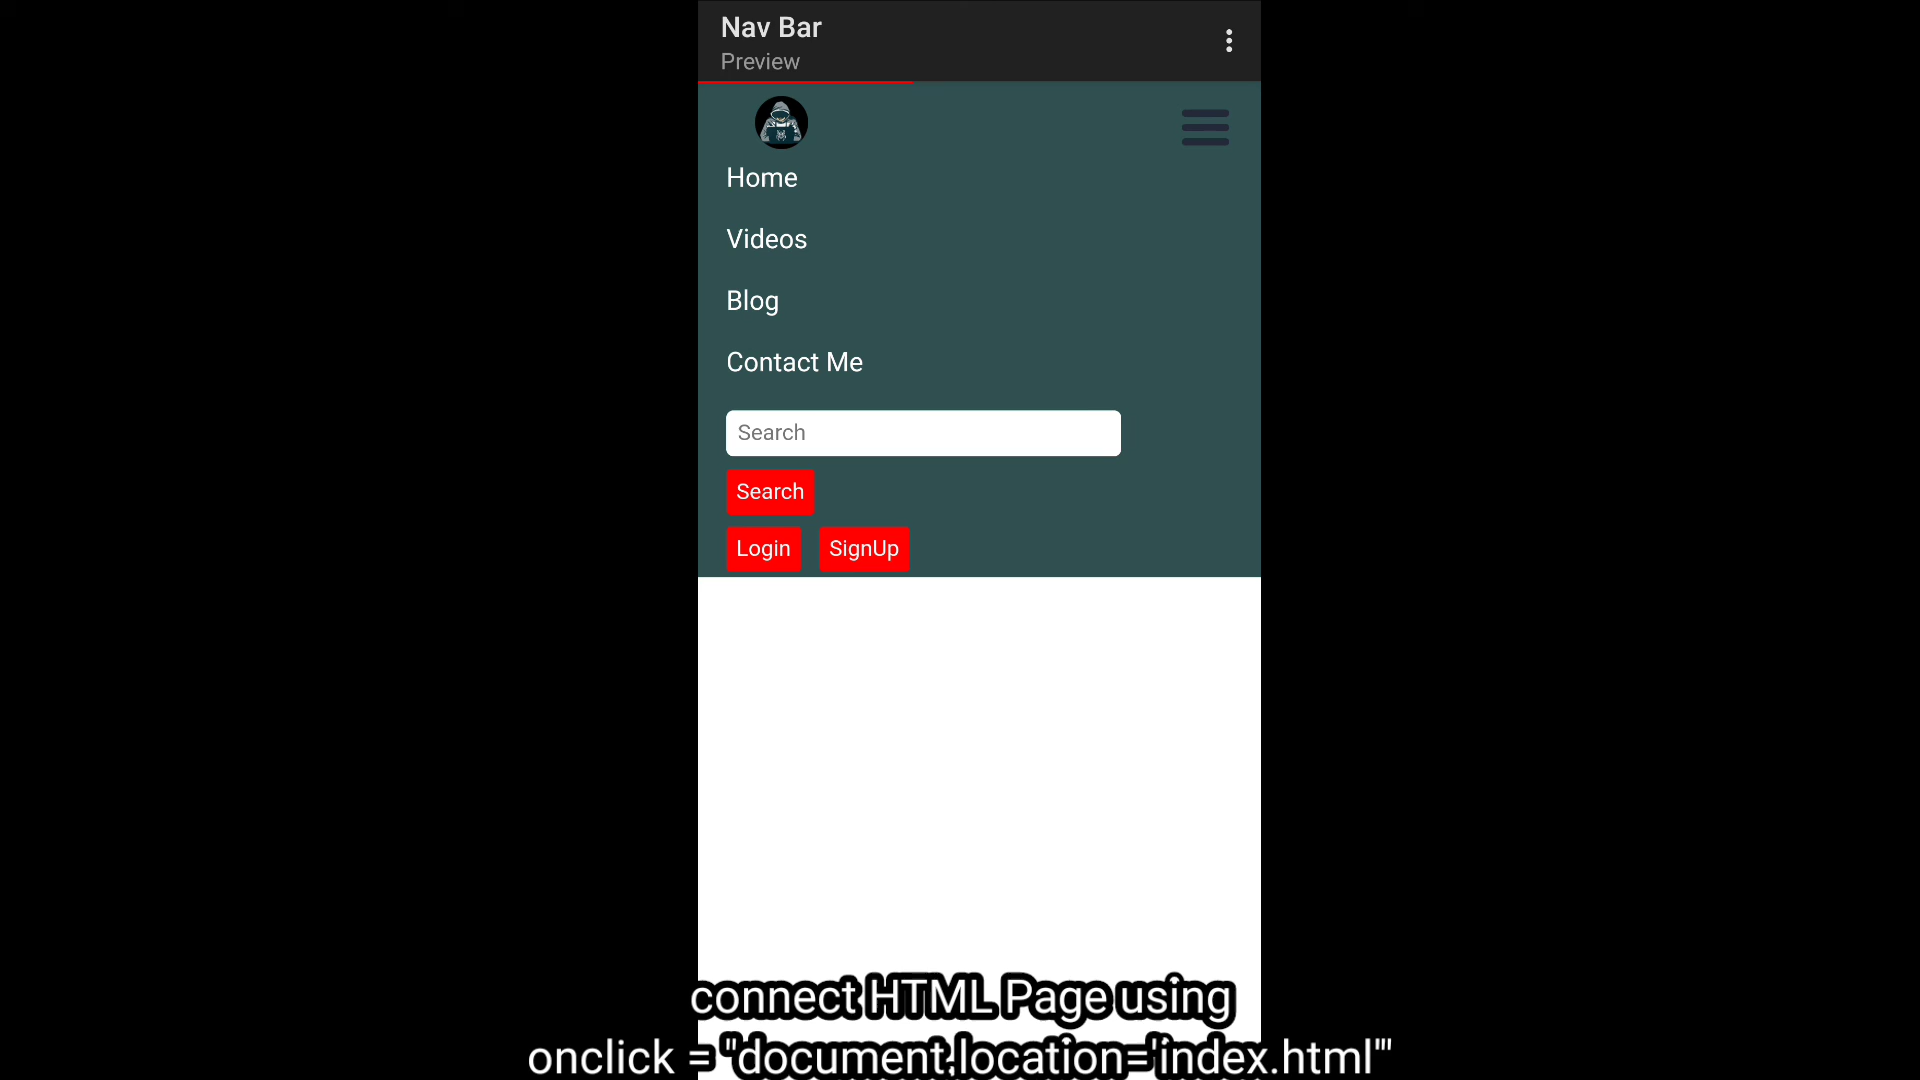 Nav Bar
Preview
Home
Videos
Blog
Contact Me
Search
Search
Login SignUp
connect HTML Page using
onclick = "document,location='index.html'"